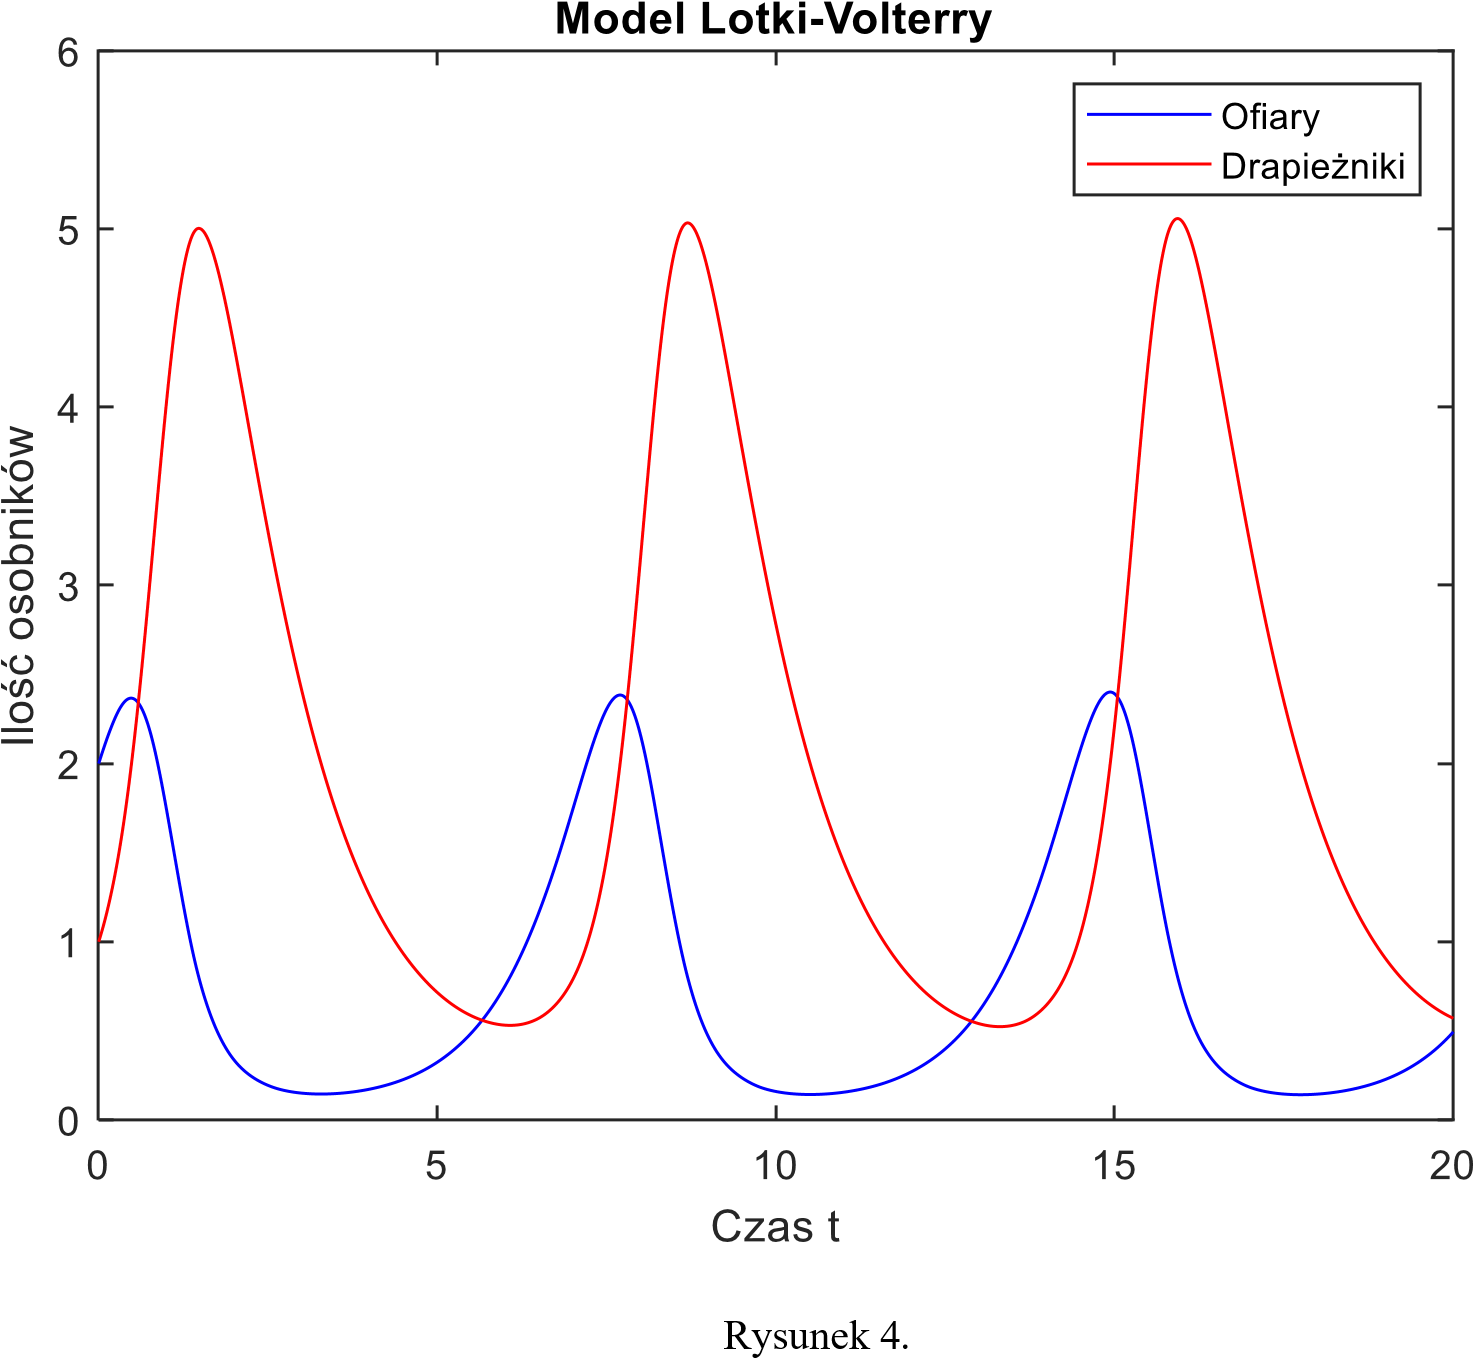 Model Lotki-Volterry
6
5
4
3
2
1
0
Ilość osobników
Ofiary
Drapieżniki
0 5 10 15 20
Czas t
Rysunek 4.